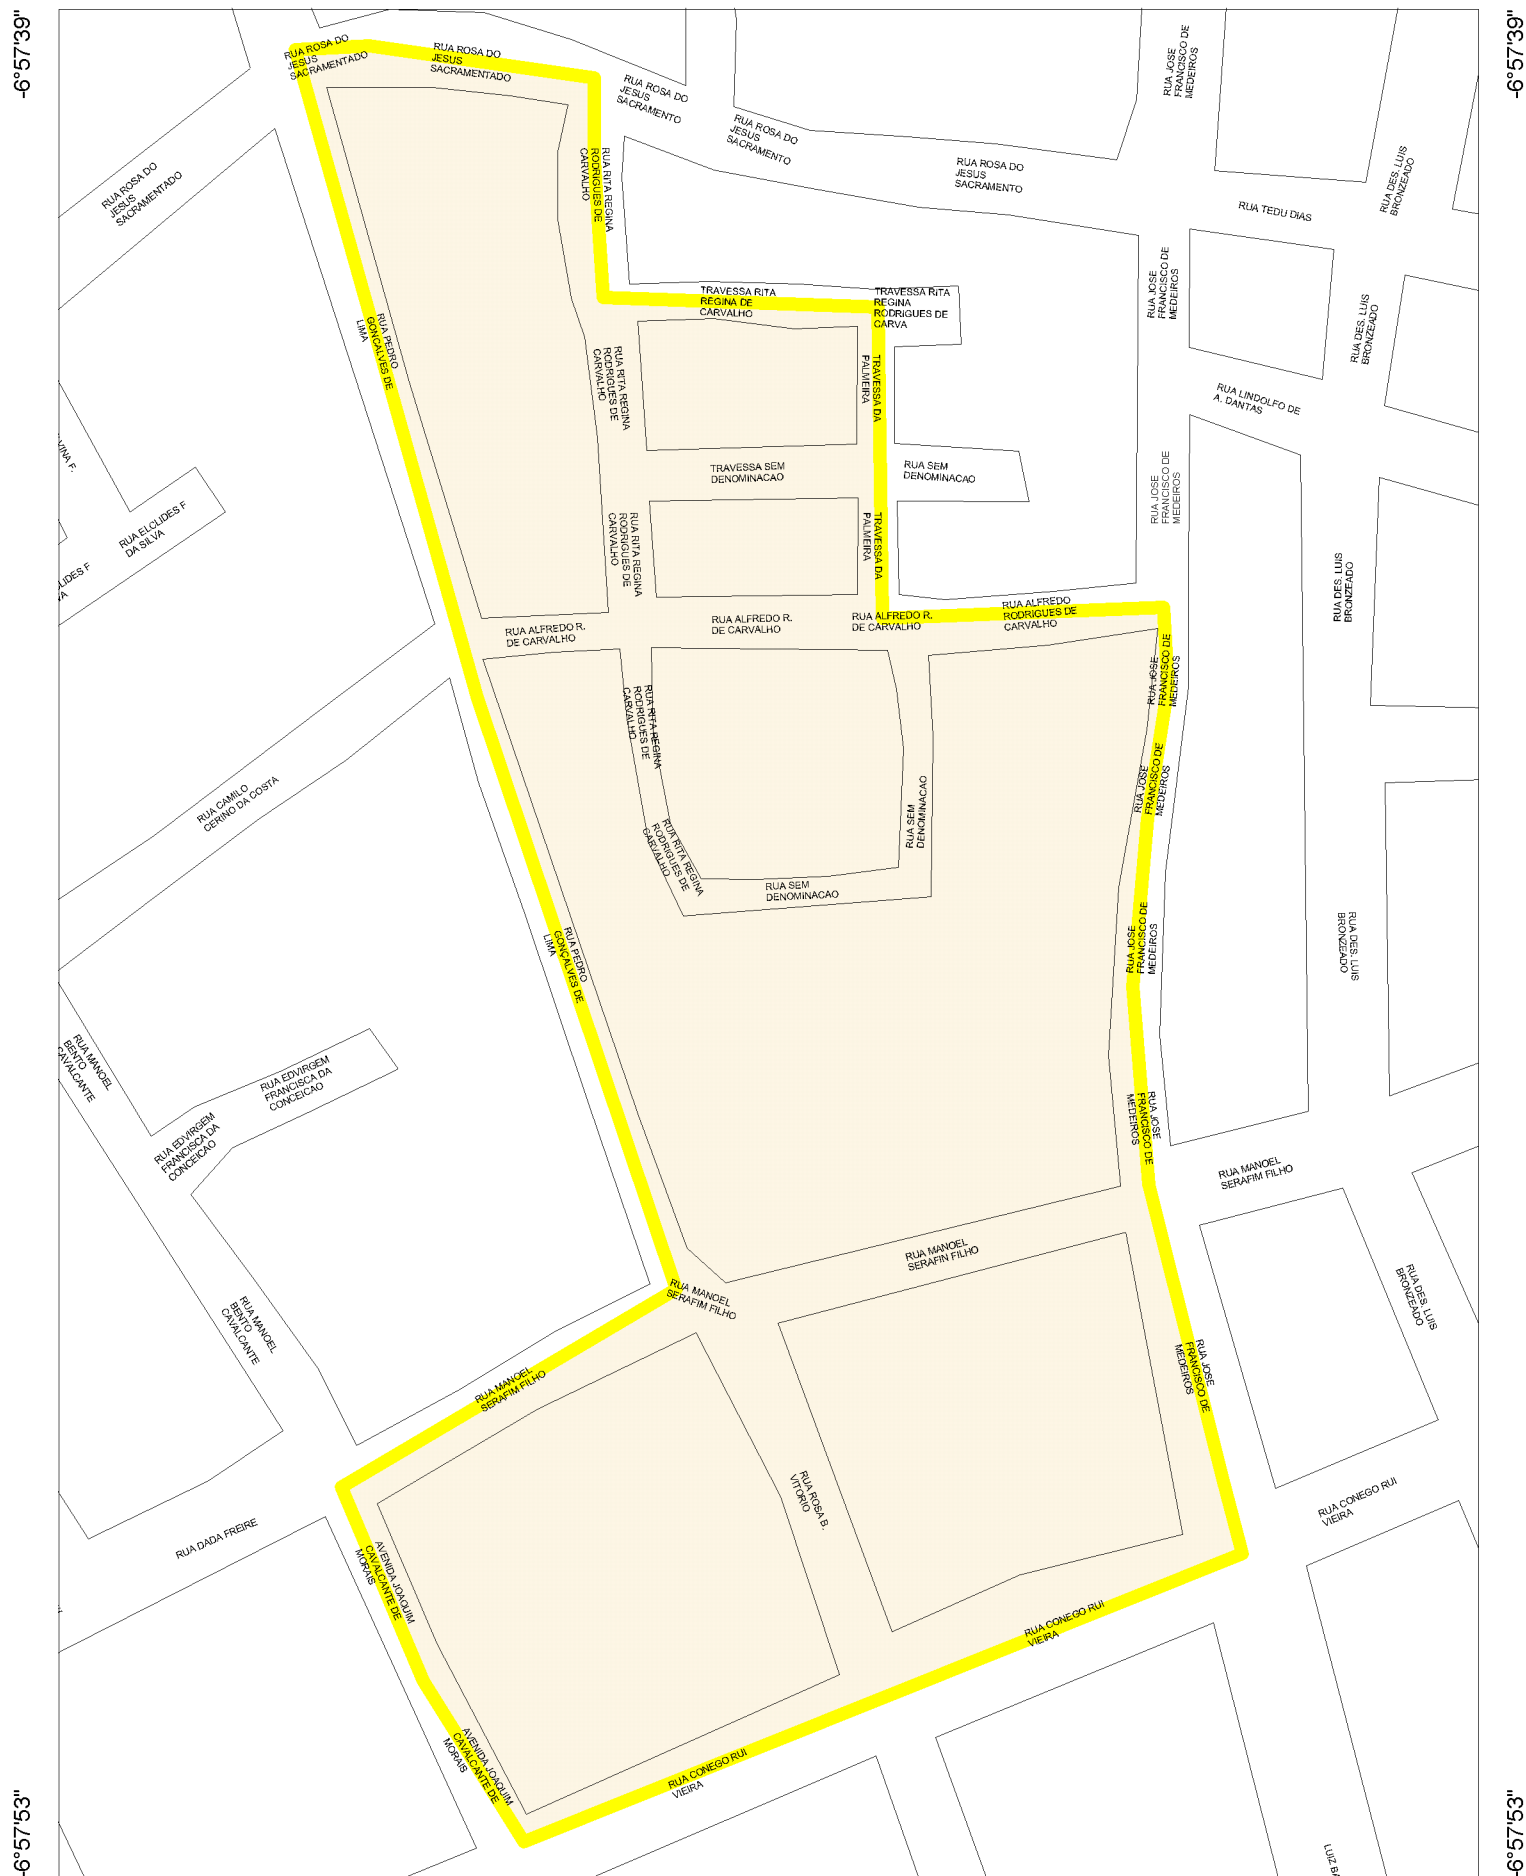 -6°57'39"
-6°57'39"
RUA ROSA DO
JESUS
SACRAMENTADO
RUA ROSA DO
JESUS
SACRAMENTADO
RUA ROSA DO
JESUS
SACRAMENTO
RUA ROSA DO
JESUS
SACRAMENTO
RUA ROSA DO
JESUS
SACRAMENTO
RUA JOSE
FRANCISCO DE
MEDEIROS
RUA DES. LUIS
BRONZEADO
RUA TEDU DIAS
RUA ROSA DO
JESUS
SACRAMENTADO
RUA RITA REGINA
RODRIGUES DE
CARVALHO
TRAVESSA RITA
REGINA DE
CARVALHO
TRAVESSA RITA
REGINA
RODRIGUES DE
CARVA
RUA JOSE
FRANCISCO DE
MEDEIROS
RUA DES. LUIS
BRONZEADO
RUA PEDRO
GONÇALVES DE
LIMA
RUA RITA REGINA
RODRIGUES DE
CARVALHO
TRAVESSA DA
PALMEIRA
RUA LINDOLFO DE
A. DANTAS
VINA F.
TRAVESSA SEM
DENOMINACAO
RUA SEM
DENOMINACAO
RUA JOSE
FRANCISCO DE
MEDEIROS
RUA ELCLIDES F
DA SILVA
RUA RITA REGINA
RODRIGUES DE
CARVALHO
TRAVESSA DA
PALMEIRA
RUA DES. LUIS
BRONZEADO
LIDES F
VA
RUA ALFREDO R.
DE CARVALHO
RUA ALFREDO R.
DE CARVALHO
RUA ALFREDO R.
DE CARVALHO
RUA ALFREDO
RODRIGUES DE
CARVALHO
RUA JOSE
FRANCISCO DE
MEDEIROS
RUA RITA REGINA
RODRIGUES DE
CARVALHO
RUA JOSE
FRANCISCO DE
MEDEIROS
RUA CAMILO
CERINO DA COSTA
RUA RITA REGINA
RODRIGUES DE
CARVALHO
RUA SEM
DENOMINACAO
RUA SEM
DENOMINACAO
RUA PEDRO
GONÇALVES DE
LIMA
RUA JOSE
FRANCISCO DE
MEDEIROS
RUA DES. LUIS
BRONZEADO
RUA MANOEL
BENTO
CAVALCANTE
RUA EDVIRGEM
FRANCISCA DA
CONCEICAO
RUA EDVIRGEM
FRANCISCA DA
CONCEICAO
RUA JOSE
FRANCISCO DE
MEDEIROS
RUA MANOEL
SERAFIM FILHO
RUA MANOEL
SERAFIN FILHO
RUA MANOEL
SERAFIM FILHO
RUA DES. LUIS
BRONZEADO
RUA MANOEL
BENTO
CAVALCANTE
RUA MANOEL
SERAFIM FILHO
RUA JOSE
FRANCISCO DE
MEDEIROS
RUA ROSA B.
VITORIO
RUA CONEGO RUI
VIEIRA
RUA DADA FREIRE
AVENIDA JOAQUIM
CAVALCANTE DE
MORAIS
RUA CONEGO RUI
VIEIRA
AVENIDA JOAQUIM
CAVALCANTE DE
MORAIS
RUA CONEGO RUI
VIEIRA
LUIZ BA
-6°57'53"
-6°57'53"